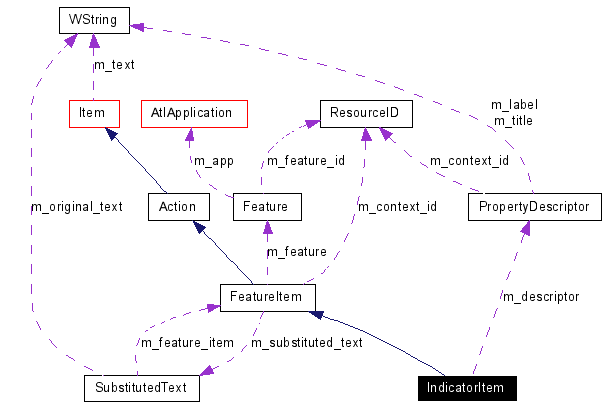 WString
m_text
m_label
m_title
Item
AtlApplication
ResourceID
m_app
m_feature_id
m_context_id
m_original_text
Action
Feature
m_context_id
PropertyDescriptor
m_feature
FeatureItem
m_descriptor
m_feature_item
m_substituted_text
SubstitutedText
IndicatorItem